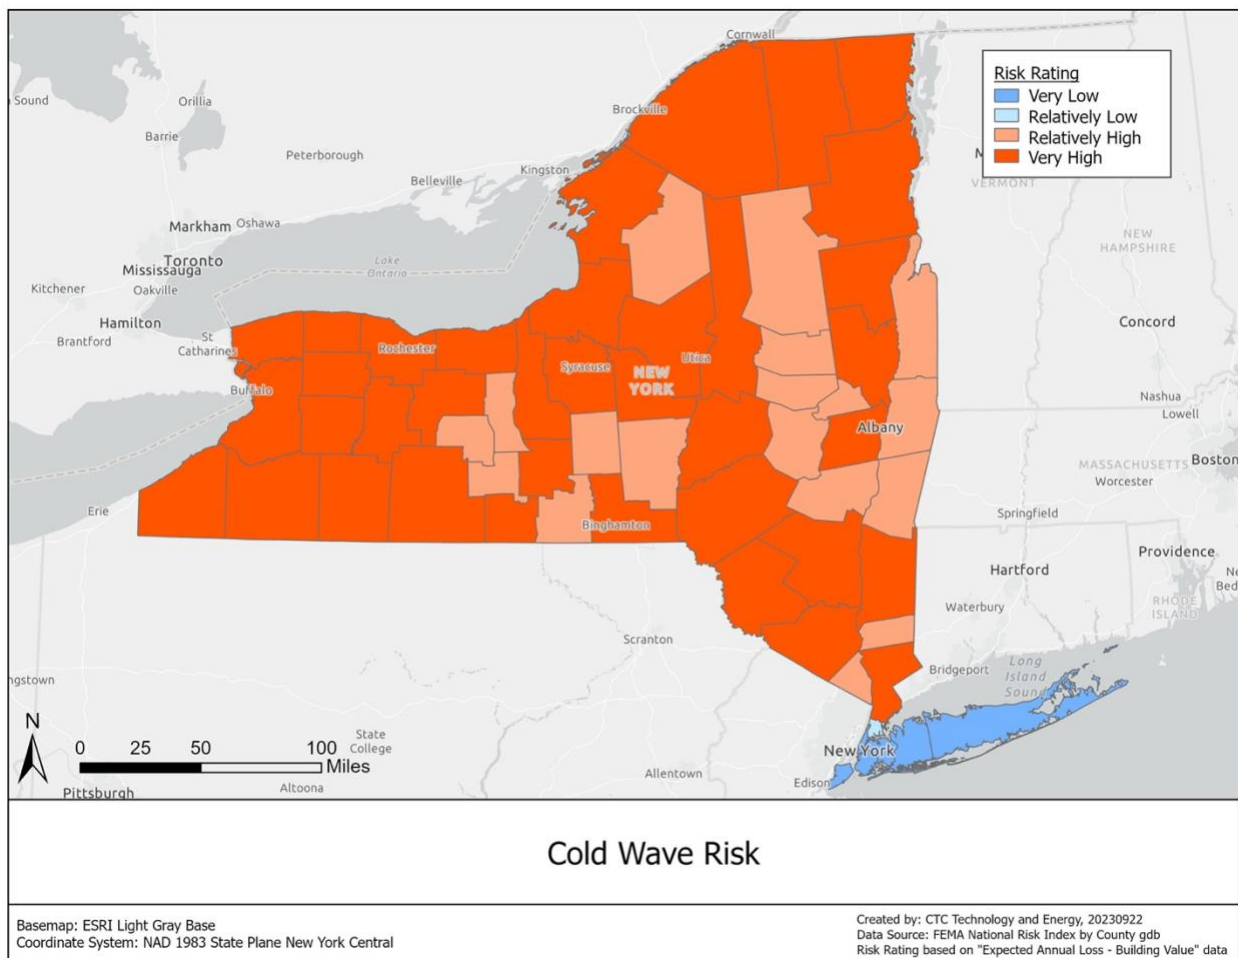 Cornwall
n Sound
Orillia
Brockville
Barrie
Peterborough
Kingston
Belleville
Markham
Oshawa
Toronto
Mississauga
Oakville
Lake
Ontario
Kitchener
Hamilton
Brantford
St
Catharines
Rochester
Buffalo
Syracuse
Utica
NEW
YORK
Albany
Erie
Binghamton
VERMONT
NEW
HAMPSHIRE
Concord
Nashua
Lowell
MASSACHUSETTS
Boston
Worcester
Springfield
Hartford
Providence
RHODE
ISLAND
Waterbury
Bridgeport
Long
Island
Sound
Scranton
New York
Edison
Allentown
State
College
Altoona
Pittsburgh
ngstown
Risk Rating
Very Low
Relatively Low
Relatively High
Very High
N
0 25 50 100
Miles
Cold Wave Risk
Basemap: ESRI Light Gray Base
Coordinate System: NAD 1983 State Plane New York Central
Created by: CTC Technology and Energy, 20230922
Data Source: FEMA National Risk Index by County gdb
Risk Rating based on "Expected Annual Loss - Building Value" data